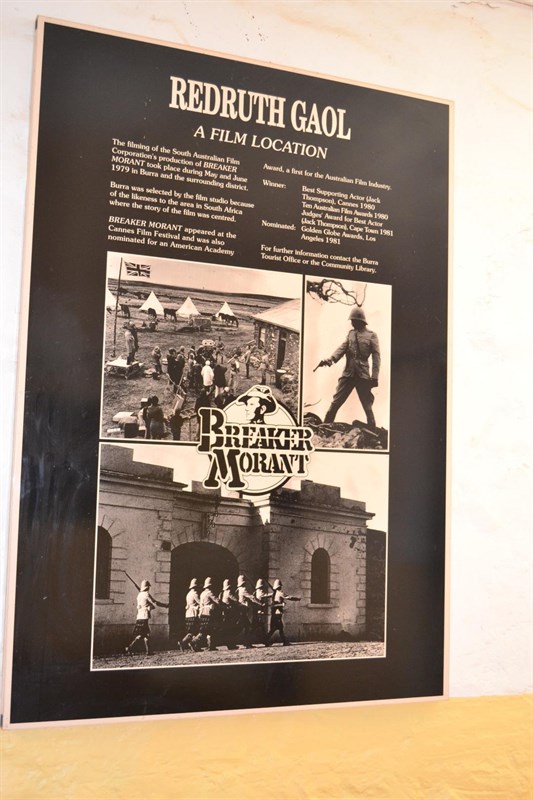 REDRUTH GAOL
A FILM LOCATION
The filming of the South Australian Film
Corporation's production of BREAKER
MORANT took place during May and June
1979 in Burra and the surrounding district.
Burra was selected by the film studio because
of the likeness to the area in South Africa
where the story of the film was centred.
BREAKER MORANT appeared at the
Cannes Film Festival and was also
nominated for an American Academy
Award, a first for the Australian Film Industry.
Winner: Best Supporting Actor (Jack
Thompson), Cannes 1980
Ten Australian Film Awards 1980
Judges' Award for Best Actor
(Jack Thompson), Cape Town 1981
Nominated: Golden Globe Awards, Los
Angeles 1981
For further information contact the Burra
Tourist Office or the Community Library.
BREAKER
MORANT